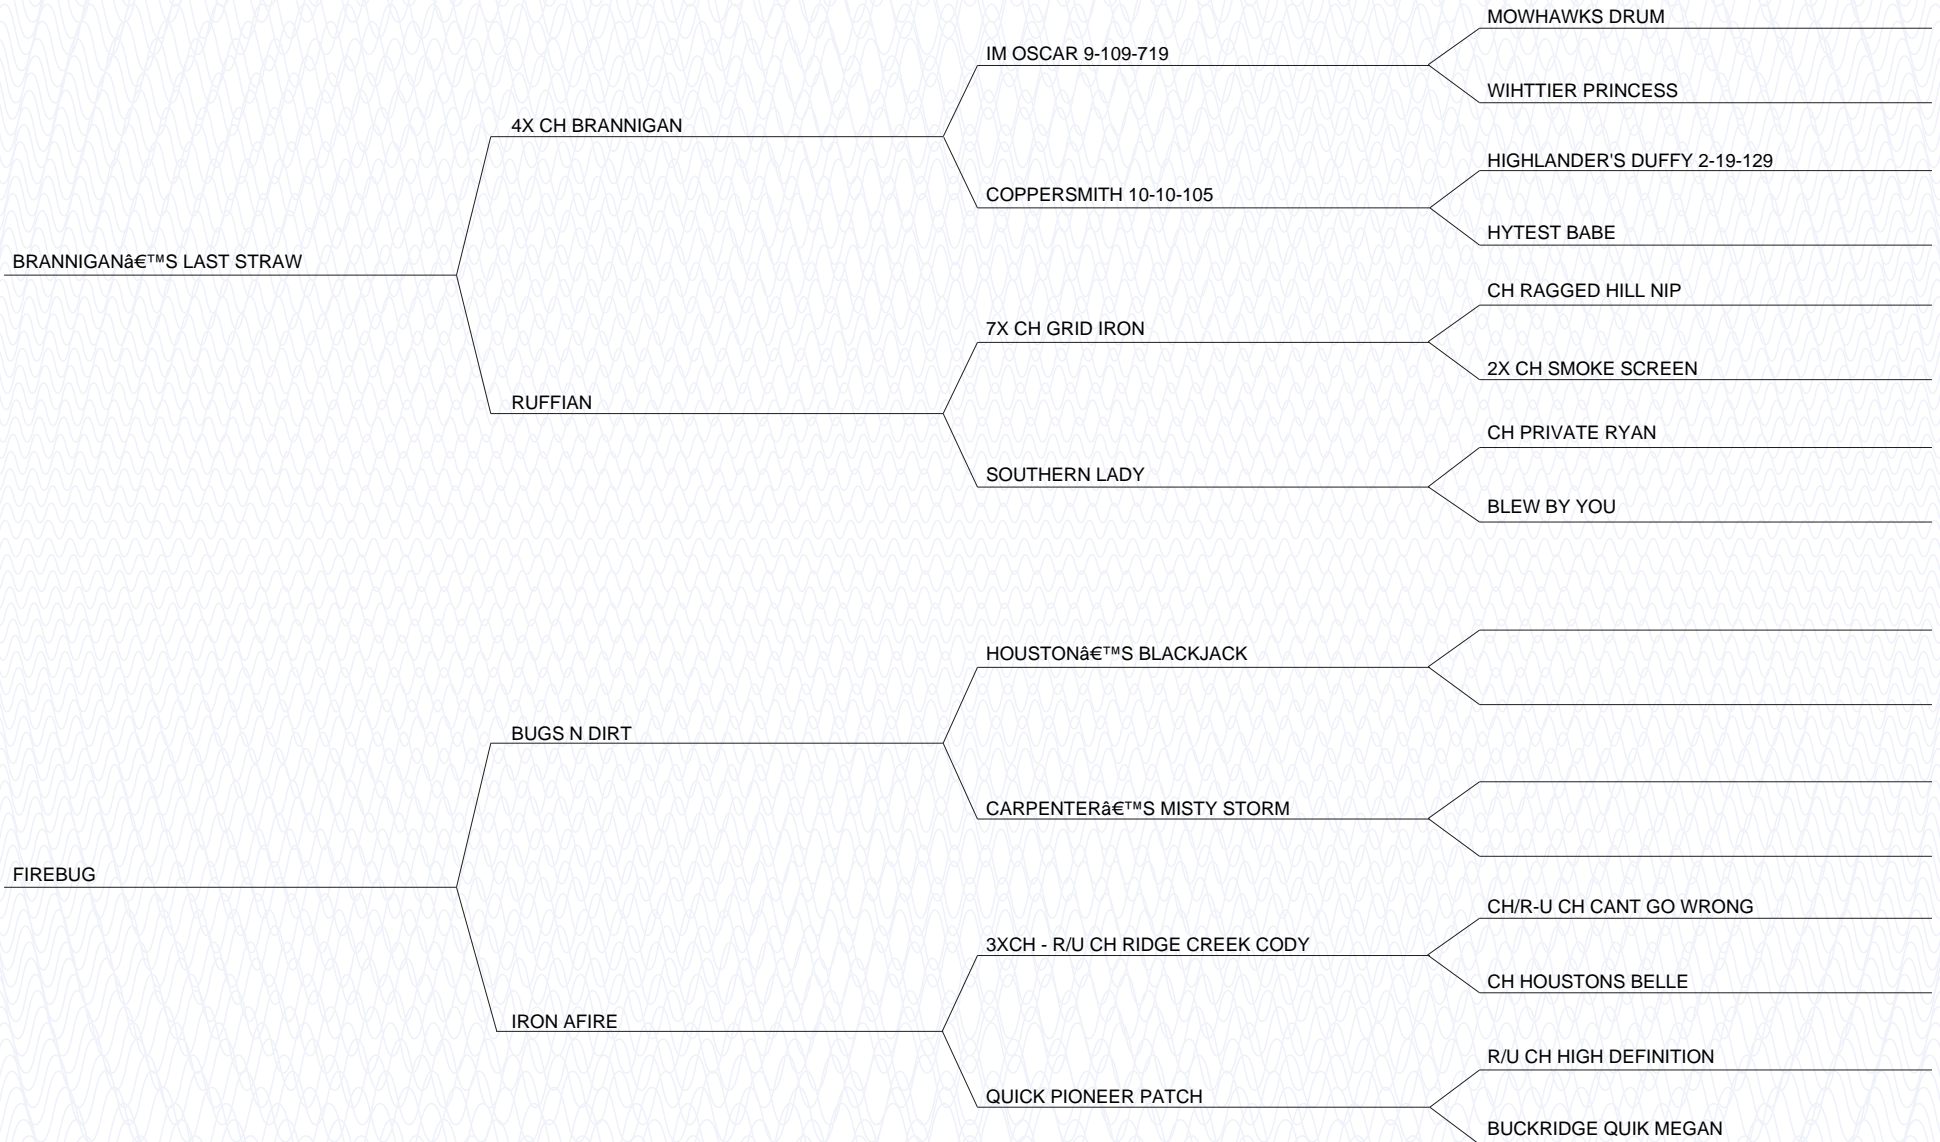 MOWHAWKS DRUM
IM OSCAR 9-109-719
WIHTTIER PRINCESS
4X CH BRANNIGAN
HIGHLANDER'S DUFFY 2-19-129
COPPERSMITH 10-10-105
HYTEST BABE
BRANNIGANâ€™S LAST STRAW
CH RAGGED HILL NIP
7X CH GRID IRON
2X CH SMOKE SCREEN
RUFFIAN
CH PRIVATE RYAN
SOUTHERN LADY
BLEW BY YOU
HOUSTONâ€™S BLACKJACK
BUGS N DIRT
CARPENTERâ€™S MISTY STORM
FIREBUG
CH/R-U CH CANT GO WRONG
3XCH - R/U CH RIDGE CREEK CODY
CH HOUSTONS BELLE
IRON AFIRE
R/U CH HIGH DEFINITION
QUICK PIONEER PATCH
BUCKRIDGE QUIK MEGAN